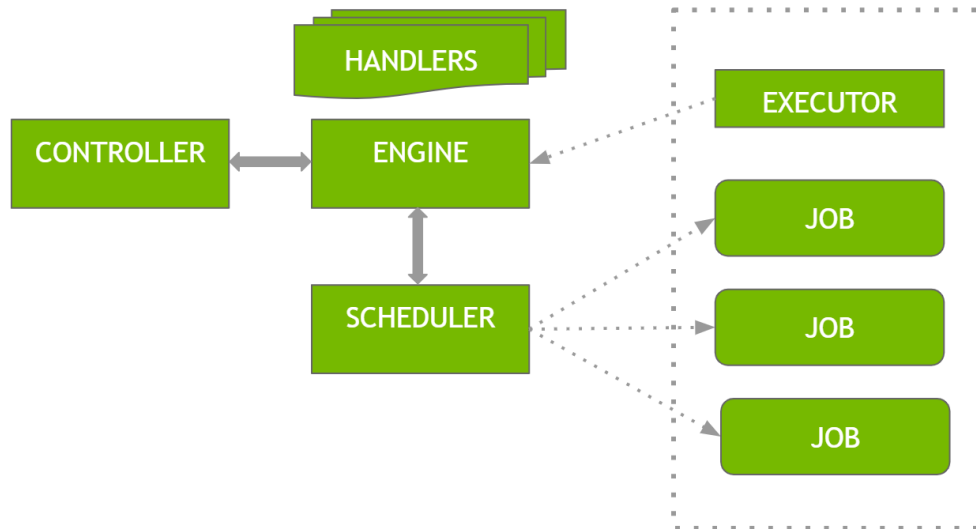 HANDLERS
EXECUTOR
CONTROLLER
ENGINE
JOB
SCHEDULER
JOB
JOB